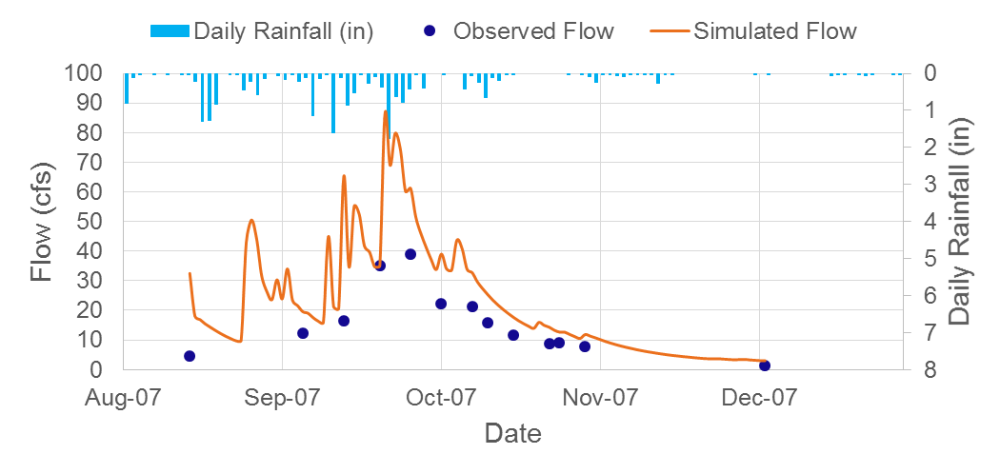 Daily Rainfall (in) Observed Flow Simulated Flow
100 0
90 1
80 2
70 3
60 4
50 5
40 6
30 7
20 8
10
0
Flow (cfs)
Daily Rainfall (in)
Aug-07 Sep-07 Oct-07 Nov-07 Dec-07
Date